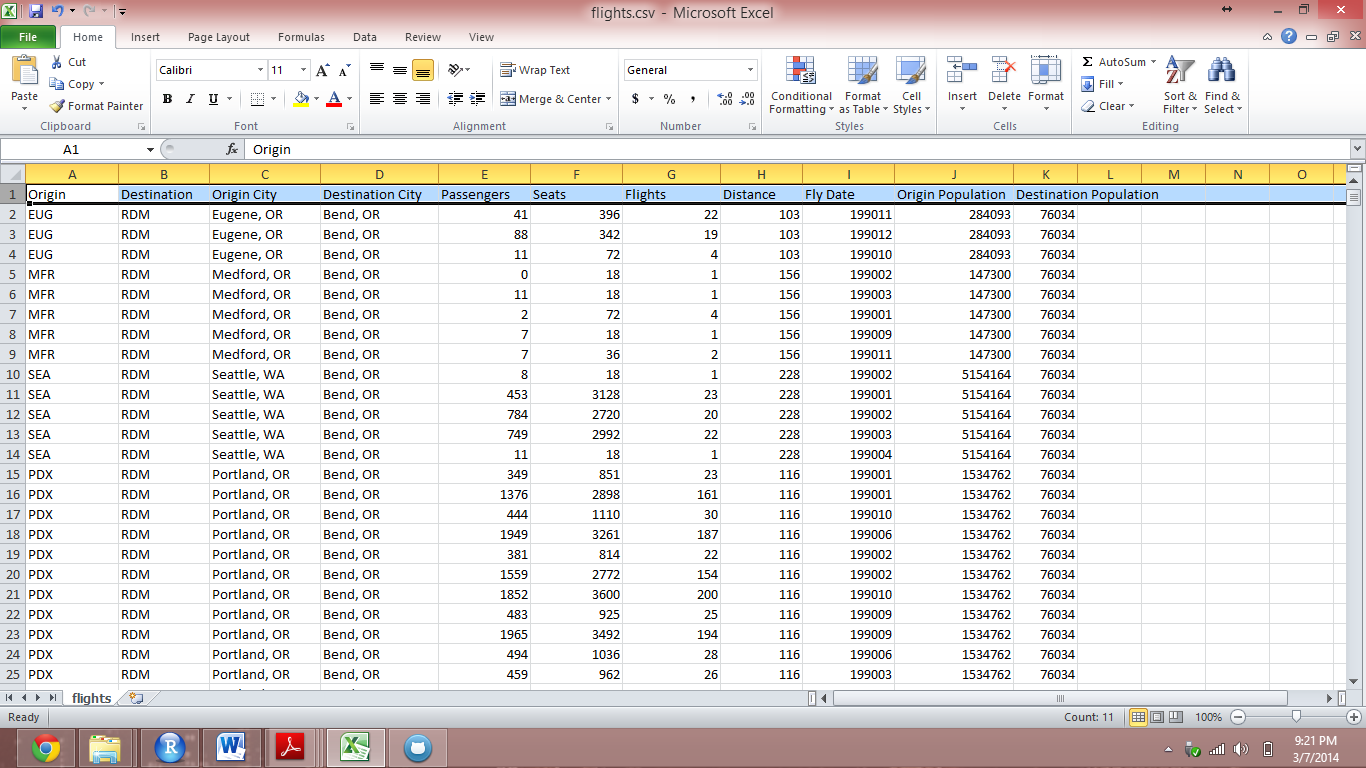 flights.csv - Microsoft Excel
File Home Insert Page Layout Formulas Data Review View
Paste Cut Copy Format Painter Clipboard
Calibri 11 A A B I U A Font
Wrap Text Merge & Center Alignment
General $ % , Number
Conditional Formatting Format as Table Cell Styles Styles
Insert Delete Format Cells
Σ AutoSum Fill Clear Sort & Filter Find & Select Editing
A1 fx Origin
A B C D E F G H I J K L M N O
1 Origin Destination Origin City Destination City Passengers Seats Flights Distance Fly Date Origin Population Destination Population
2 EUG RDM Eugene, OR Bend, OR 41 396 22 103 199011 284093 76034
3 EUG RDM Eugene, OR Bend, OR 88 342 19 103 199012 284093 76034
4 EUG RDM Eugene, OR Bend, OR 11 72 4 103 199010 284093 76034
5 MFR RDM Medford, OR Bend, OR 0 18 1 156 199002 147300 76034
6 MFR RDM Medford, OR Bend, OR 11 18 1 156 199003 147300 76034
7 MFR RDM Medford, OR Bend, OR 2 72 4 156 199001 147300 76034
8 MFR RDM Medford, OR Bend, OR 7 18 1 156 199009 147300 76034
9 MFR RDM Medford, OR Bend, OR 7 36 2 156 199011 147300 76034
10 SEA RDM Seattle, WA Bend, OR 8 18 1 228 199002 5154164 76034
11 SEA RDM Seattle, WA Bend, OR 453 3128 23 228 199001 5154164 76034
12 SEA RDM Seattle, WA Bend, OR 784 2720 20 228 199002 5154164 76034
13 SEA RDM Seattle, WA Bend, OR 749 2992 22 228 199003 5154164 76034
14 SEA RDM Seattle, WA Bend, OR 11 18 1 228 199004 5154164 76034
15 PDX RDM Portland, OR Bend, OR 349 851 23 116 199001 1534762 76034
16 PDX RDM Portland, OR Bend, OR 1376 2898 161 116 199001 1534762 76034
17 PDX RDM Portland, OR Bend, OR 444 1110 30 116 199010 1534762 76034
18 PDX RDM Portland, OR Bend, OR 1949 3261 187 116 199006 1534762 76034
19 PDX RDM Portland, OR Bend, OR 381 814 22 116 199002 1534762 76034
20 PDX RDM Portland, OR Bend, OR 1559 2772 154 116 199002 1534762 76034
21 PDX RDM Portland, OR Bend, OR 1852 3600 200 116 199010 1534762 76034
22 PDX RDM Portland, OR Bend, OR 483 925 25 116 199009 1534762 76034
23 PDX RDM Portland, OR Bend, OR 1965 3492 194 116 199009 1534762 76034
24 PDX RDM Portland, OR Bend, OR 494 1036 28 116 199006 1534762 76034
25 PDX RDM Portland, OR Bend, OR 459 962 26 116 199003 1534762 76034
flights
Ready Count: 11 100%
9:21 PM
3/7/2014